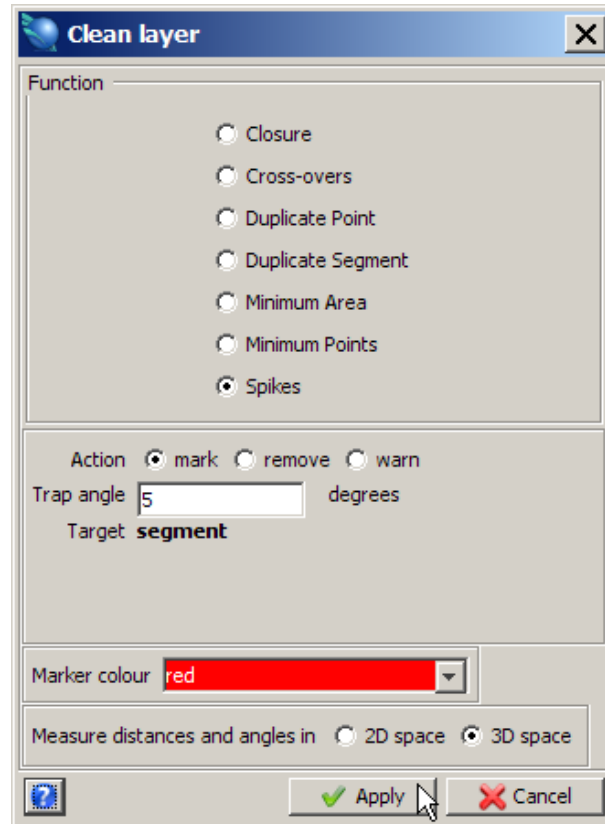 Clean layer
Function
Closure
Cross-overs
Duplicate Point
Duplicate Segment
Minimum Area
Minimum Points
Spikes
Action mark remove warn
Trap angle 5 degrees
Target segment
Marker colour red
Measure distances and angles in 2D space 3D space
? Apply Cancel